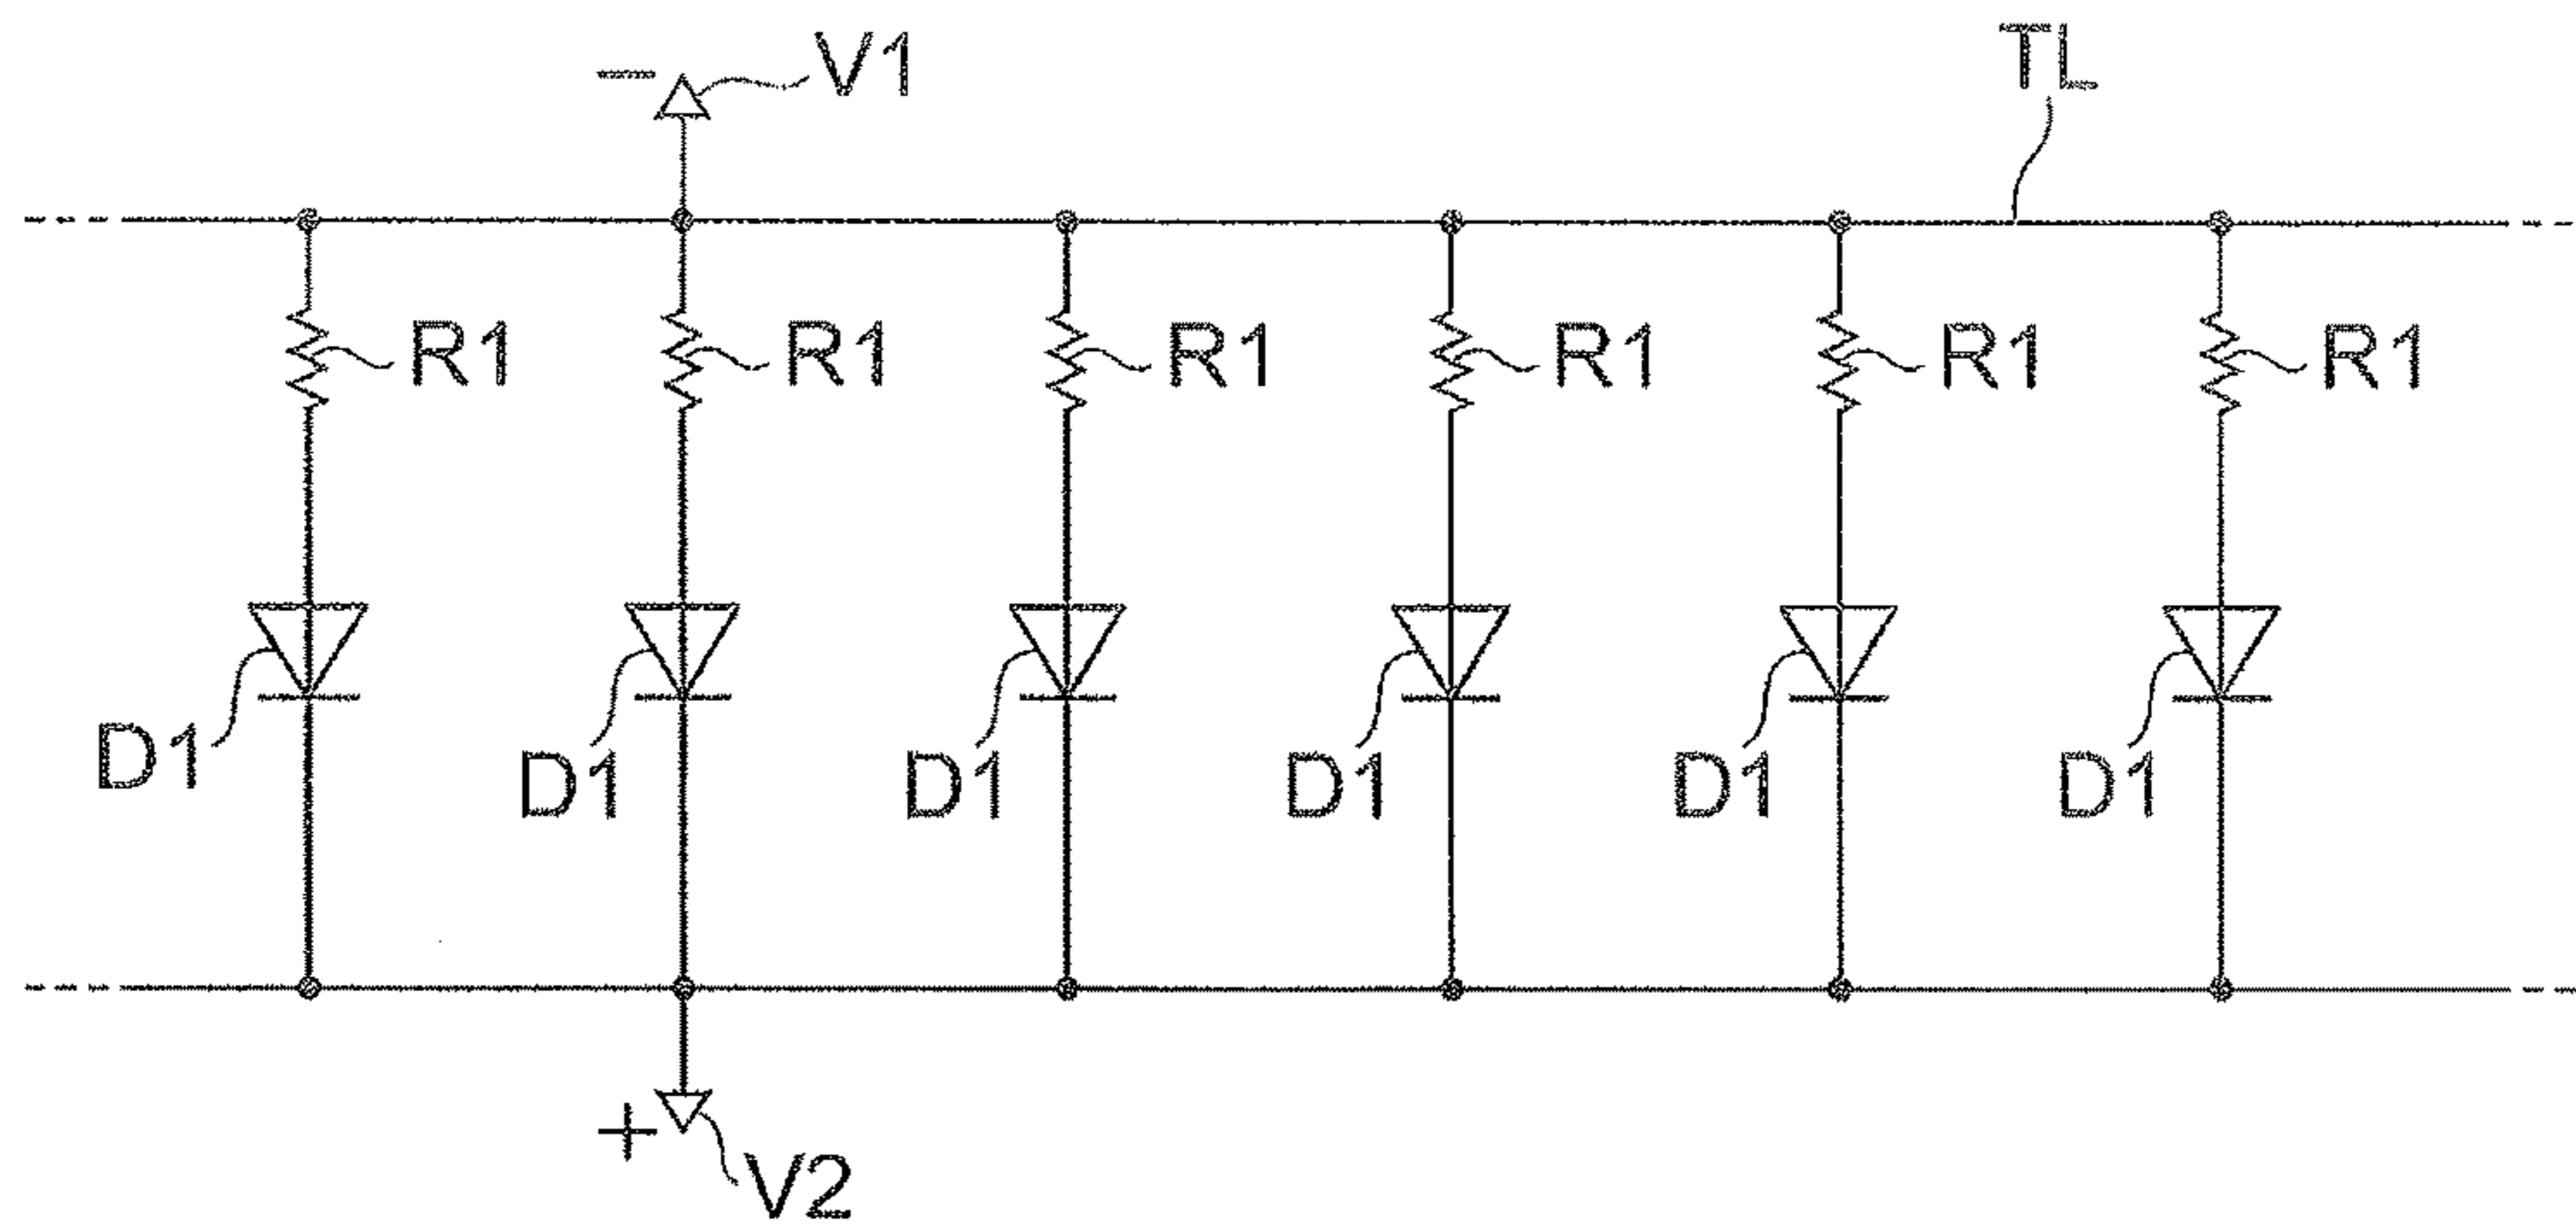 − V1
TL
R1 R1 R1 R1 R1 R1
D1 D1 D1 D1 D1 D1
+ V2